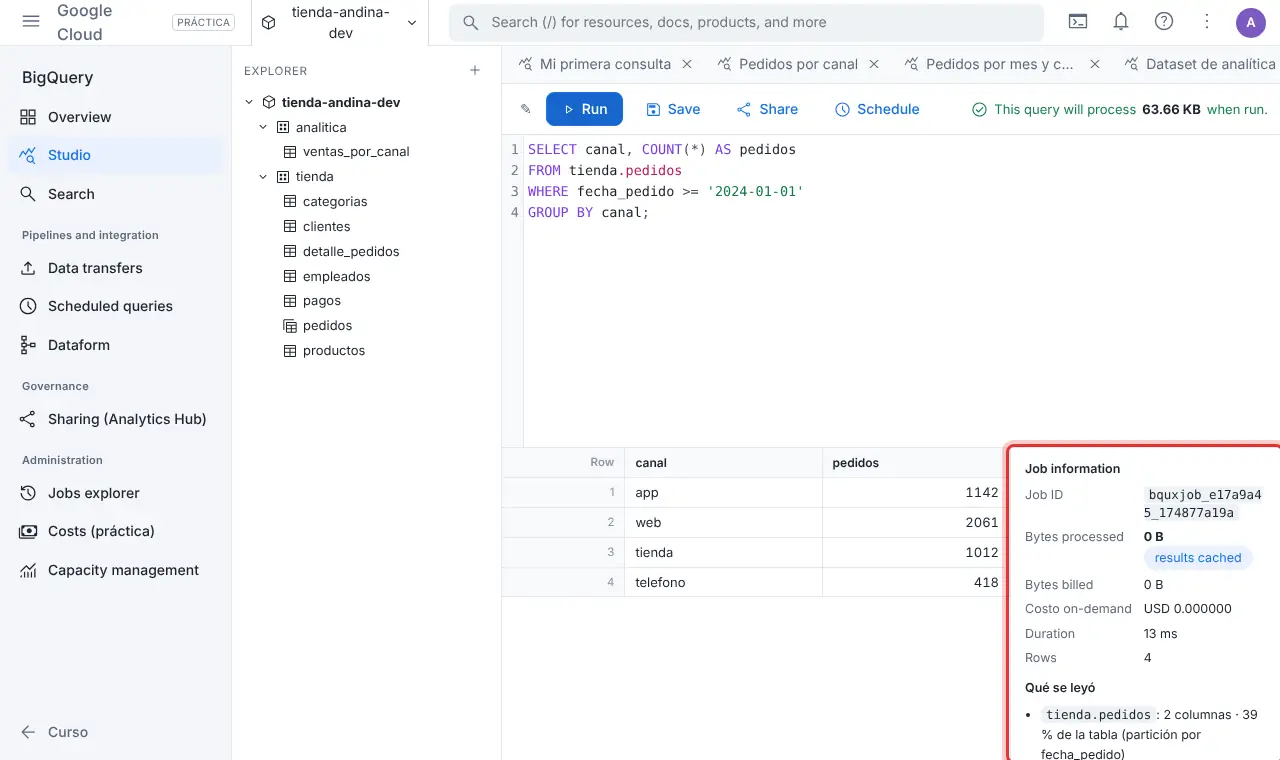 Google Cloud
PRÁCTICA
tienda-andina-dev
Search (/) for resources, docs, products, and more
A
BigQuery
Overview
Studio
Search
Pipelines and integration
Data transfers
Scheduled queries
Dataform
Governance
Sharing (Analytics Hub)
Administration
Jobs explorer
Costs (práctica)
Capacity management
Curso
EXPLORER
tienda-andina-dev
analitica
ventas_por_canal
tienda
categorias
clientes
detalle_pedidos
empleados
pagos
pedidos
productos
Mi primera consulta
Pedidos por canal
Pedidos por mes y c...
Dataset de analítica
Run
Save
Share
Schedule
This query will process 63.66 KB when run.
1 SELECT canal, COUNT(*) AS pedidos
2 FROM tienda.pedidos
3 WHERE fecha_pedido >= '2024-01-01'
4 GROUP BY canal;
Row canal pedidos
1 app 1142
2 web 2061
3 tienda 1012
4 telefono 418
Job information
Job ID bquxjob_e17a9a4
5_174877a19a
Bytes processed 0 B
results cached
Bytes billed 0 B
Costo on-demand USD 0.000000
Duration 13 ms
Rows 4
Qué se leyó
• tienda.pedidos : 2 columnas · 39
% de la tabla (partición por
fecha_pedido)